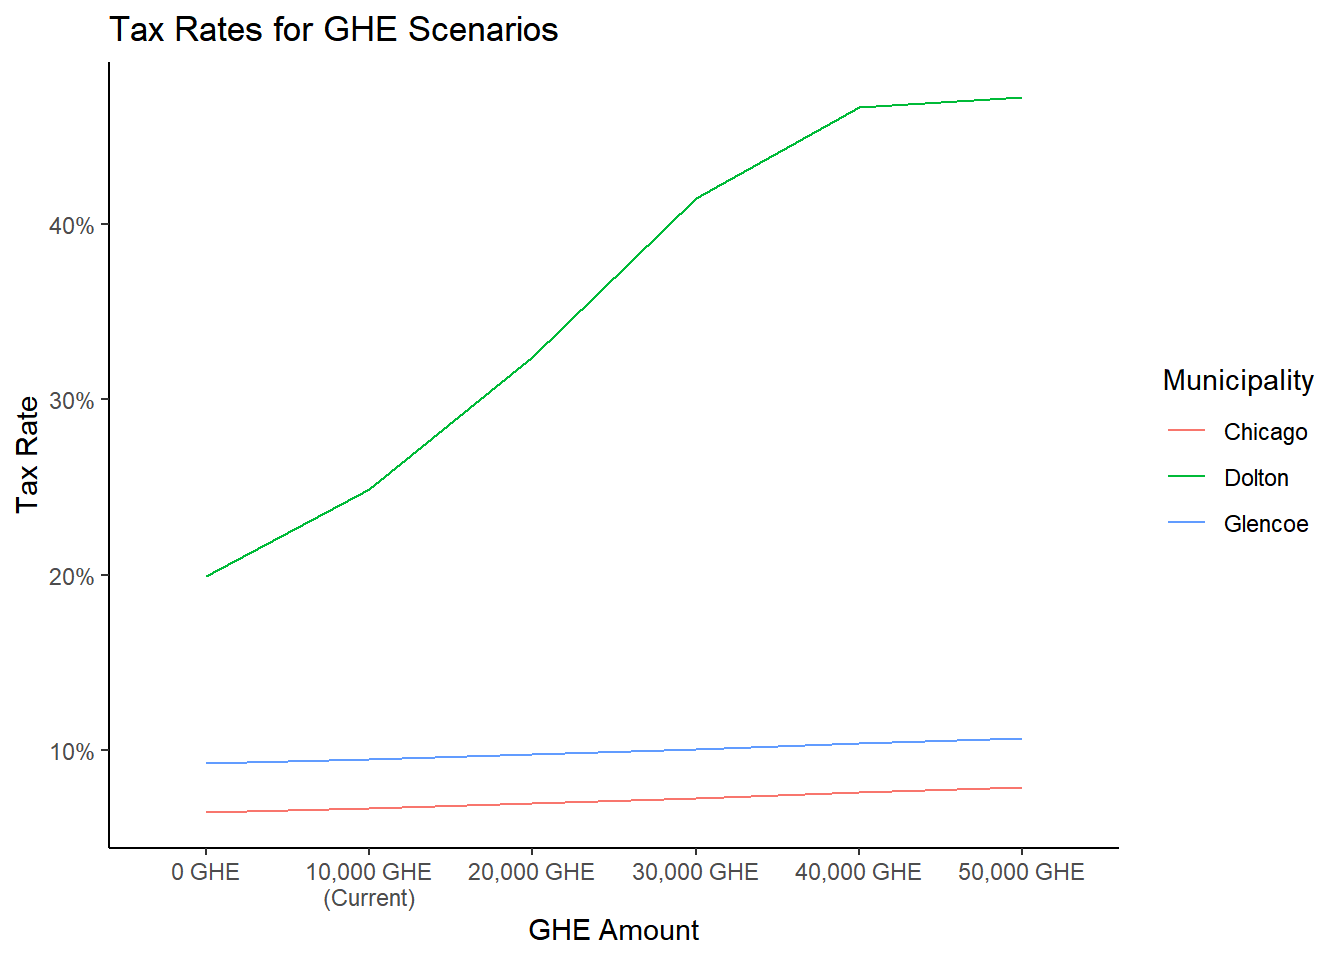 Tax Rates for GHE Scenarios
Tax Rate
40%
30%
20%
10%
0 GHE
10,000 GHE
(Current)
20,000 GHE
30,000 GHE
40,000 GHE
50,000 GHE
GHE Amount
Municipality
Chicago
Dolton
Glencoe